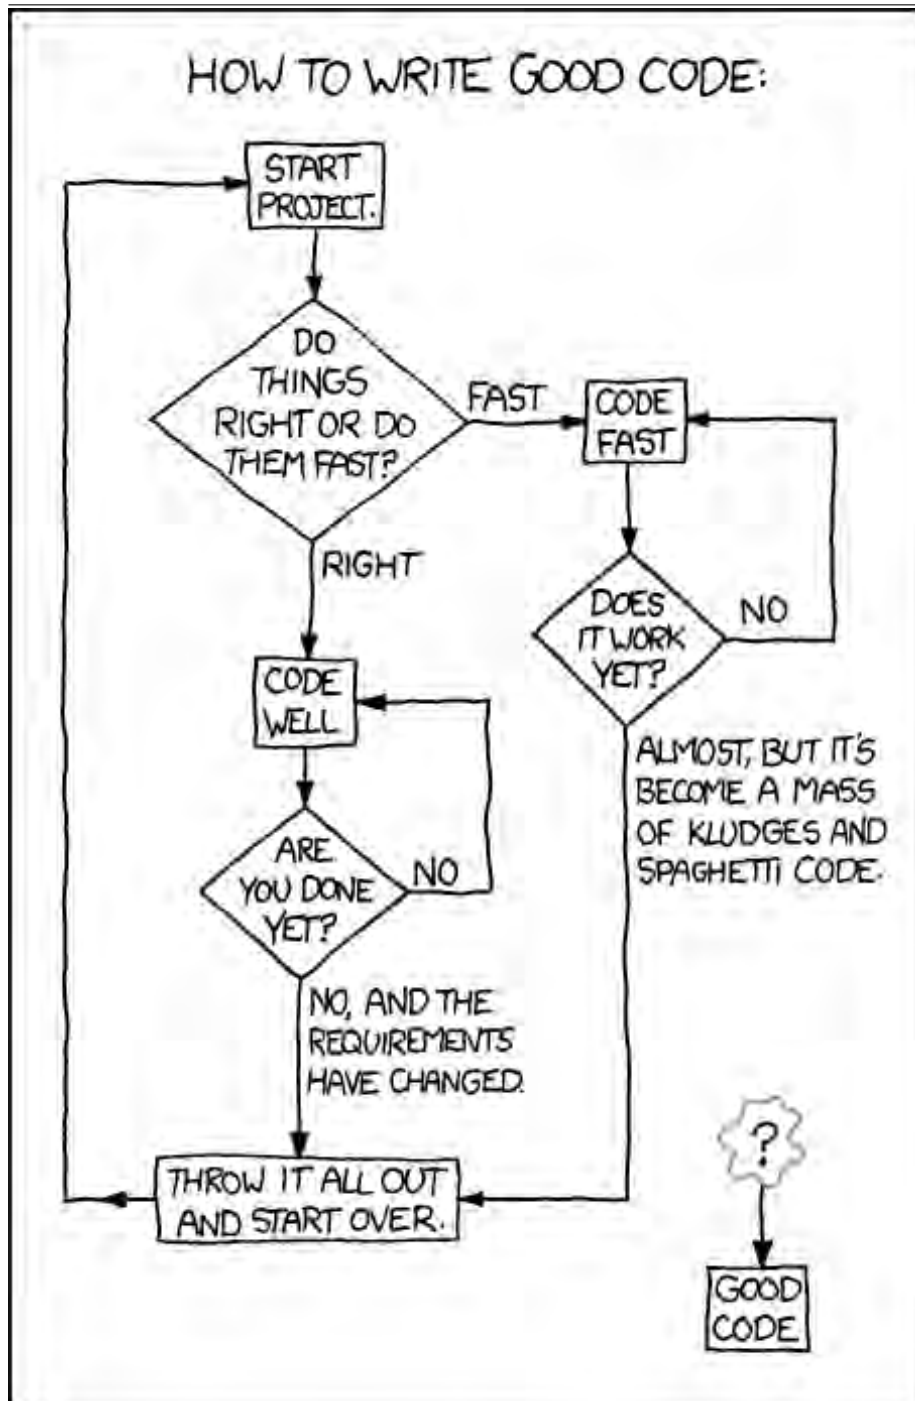 HOW TO WRITE GOOD CODE:
START
PROJECT.
DO
THINGS
RIGHT OR DO
THEM FAST?
FAST
CODE
FAST
RIGHT
DOES
IT WORK
YET?
NO
CODE
WELL
ALMOST, BUT IT'S
BECOME A MASS
OF KLUDGES AND
SPAGHETTI CODE.
ARE
YOU DONE
YET?
NO
NO, AND THE
REQUIREMENTS
HAVE CHANGED.
THROW IT ALL OUT
AND START OVER.
?
GOOD
CODE